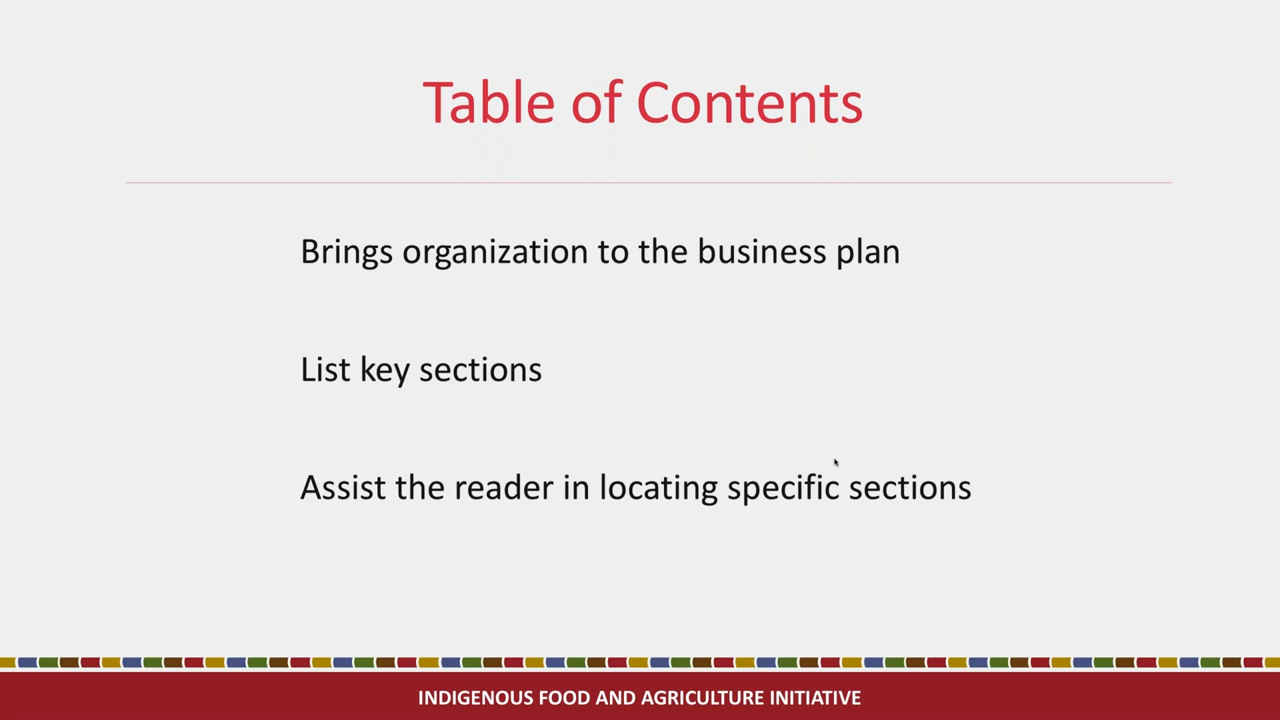 Table of Contents
Brings organization to the business plan
List key sections
Assist the reader in locating specific sections
INDIGENOUS FOOD AND AGRICULTURE INITIATIVE